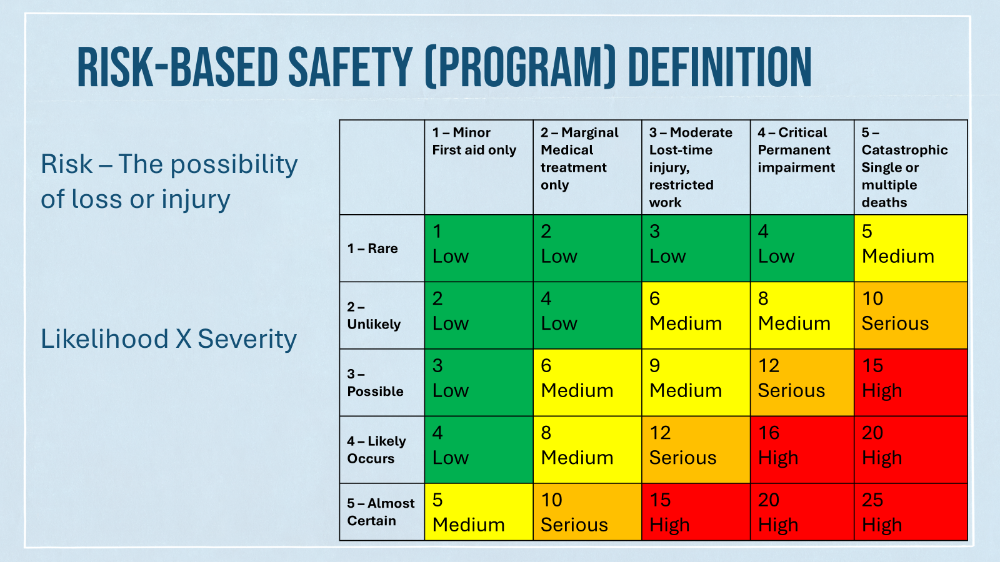 RISK-BASED SAFETY (PROGRAM) DEFINITION
Risk – The possibility
of loss or injury
Likelihood X Severity
1 – Minor
First aid only
2 – Marginal
Medical
treatment
only
3 – Moderate
Lost-time
injury,
restricted
work
4 – Critical
Permanent
impairment
5 –
Catastrophic
Single or
multiple
deaths
1 – Rare
1
Low
2
Low
3
Low
4
Low
5
Medium
2 –
Unlikely
2
Low
4
Low
6
Medium
8
Medium
10
Serious
3 –
Possible
3
Low
6
Medium
9
Medium
12
Serious
15
High
4 – Likely
Occurs
4
Low
8
Medium
12
Serious
16
High
20
High
5 – Almost
Certain
5
Medium
10
Serious
15
High
20
High
25
High